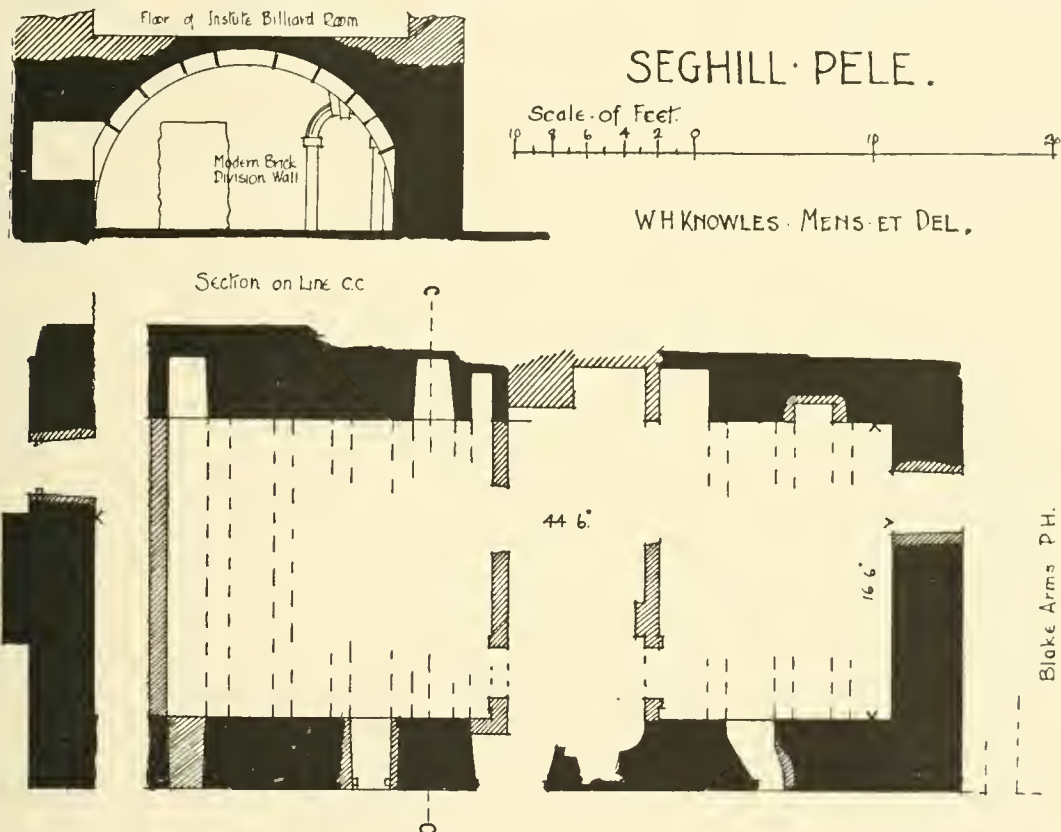 Floor of Instute Billiard Room
SEGHILL · PELE.
Scale · of Feet.
10 8 6 4 2 0 10 20
Modern Brick
Division Wall
W H KNOWLES · MENS · ET DEL.
Section on Line C.C
C
44 6"
16 6"
Blake Arms P.H.
C